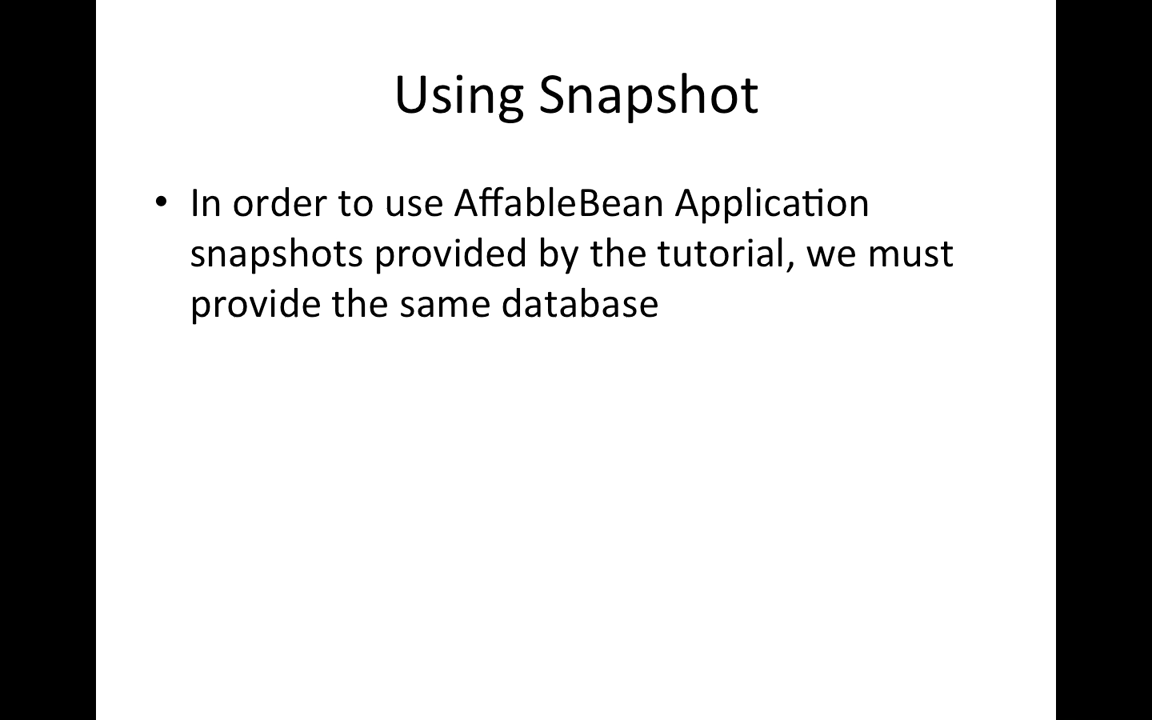 Using Snapshot
• In order to use AffableBean Application
snapshots provided by the tutorial, we must
provide the same database